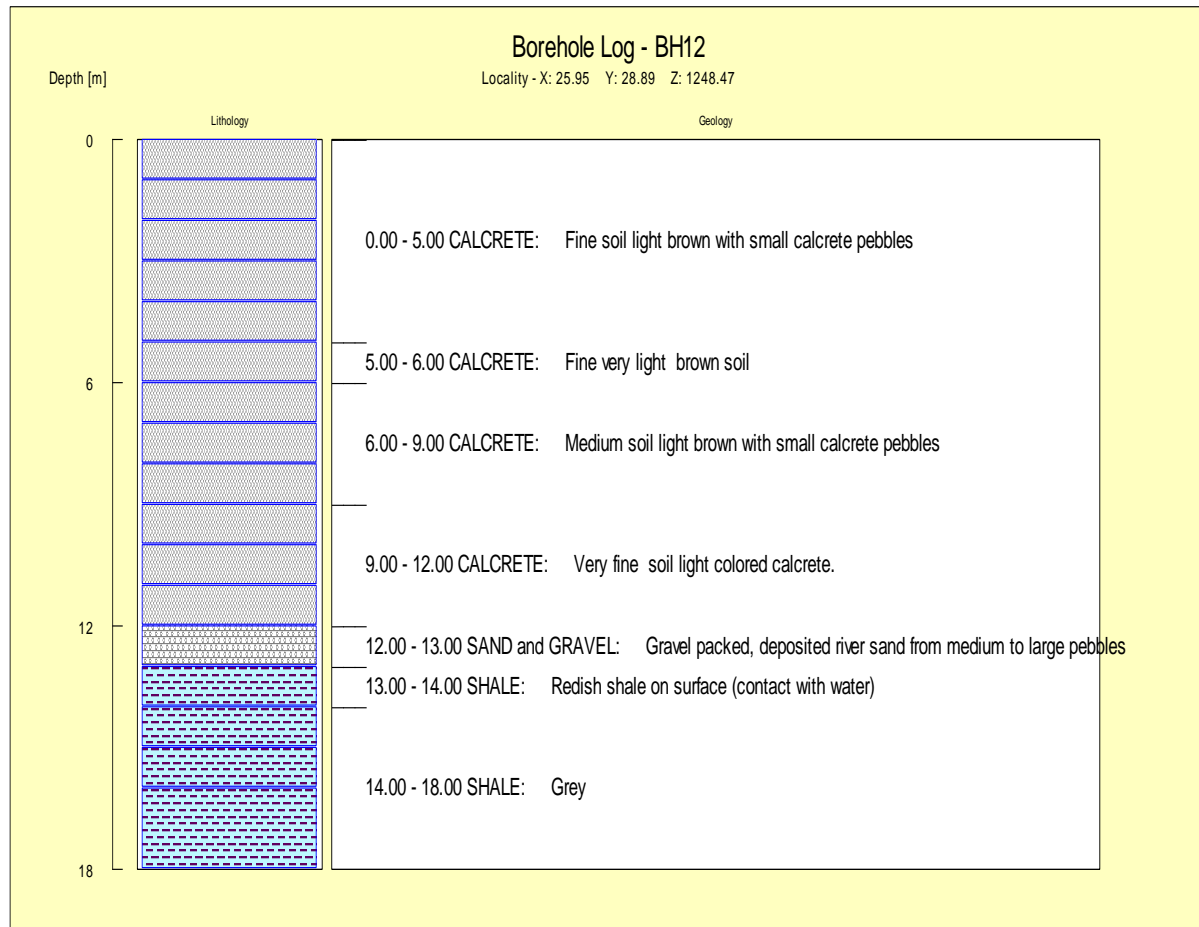 Borehole Log - BH12
Depth [m]
Locality - X: 25.95 Y: 28.89 Z: 1248.47
Lithology
Geology
0
0.00 - 5.00 CALCRETE: Fine soil light brown with small calcrete pebbles
5.00 - 6.00 CALCRETE: Fine very light brown soil
6
6.00 - 9.00 CALCRETE: Medium soil light brown with small calcrete pebbles
9.00 - 12.00 CALCRETE: Very fine soil light colored calcrete.
12
12.00 - 13.00 SAND and GRAVEL: Gravel packed, deposited river sand from medium to large pebbles
13.00 - 14.00 SHALE: Redish shale on surface (contact with water)
14.00 - 18.00 SHALE: Grey
18